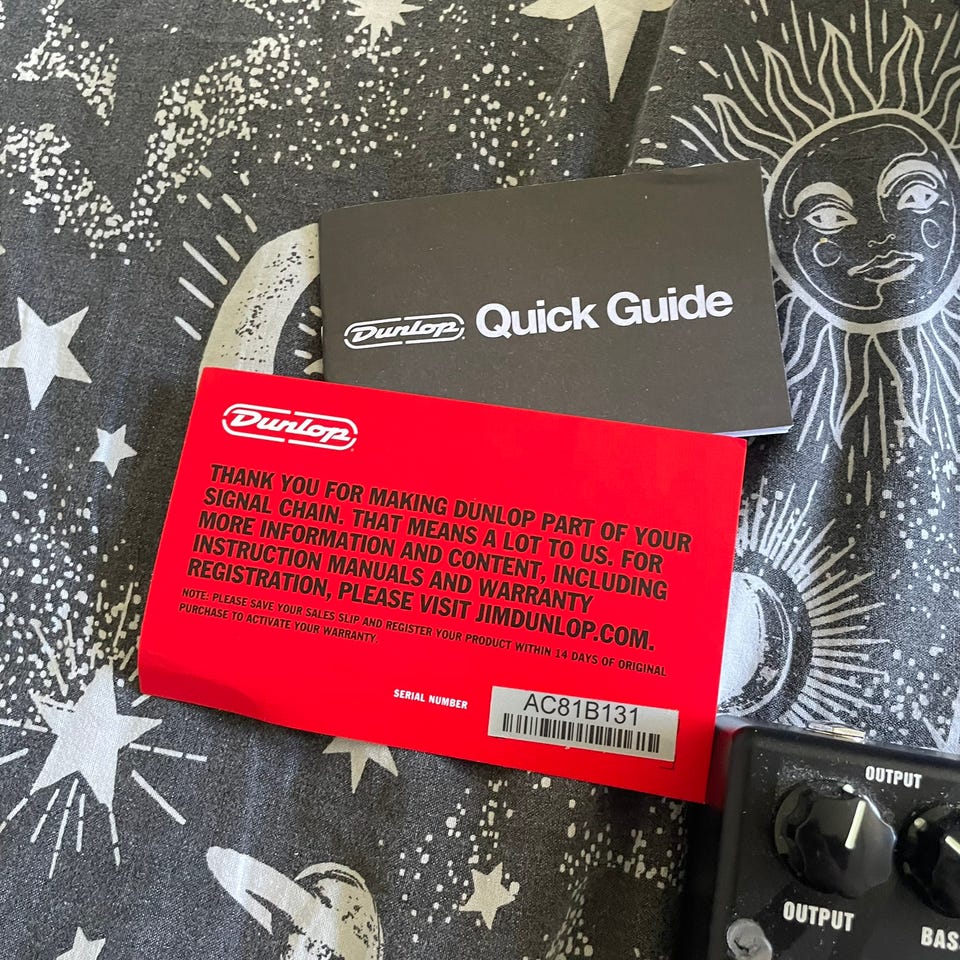 Dunlop Quick Guide
Dunlop
THANK YOU FOR MAKING DUNLOP PART OF YOUR
SIGNAL CHAIN. THAT MEANS A LOT TO US. FOR
MORE INFORMATION AND CONTENT, INCLUDING
INSTRUCTION MANUALS AND WARRANTY
REGISTRATION, PLEASE VISIT JIMDUNLOP.COM.
NOTE: PLEASE SAVE YOUR SALES SLIP AND REGISTER YOUR PRODUCT WITHIN 14 DAYS OF ORIGINAL
PURCHASE TO ACTIVATE YOUR WARRANTY.
SERIAL NUMBER
AC81B131
OUTPUT
OUTPUT